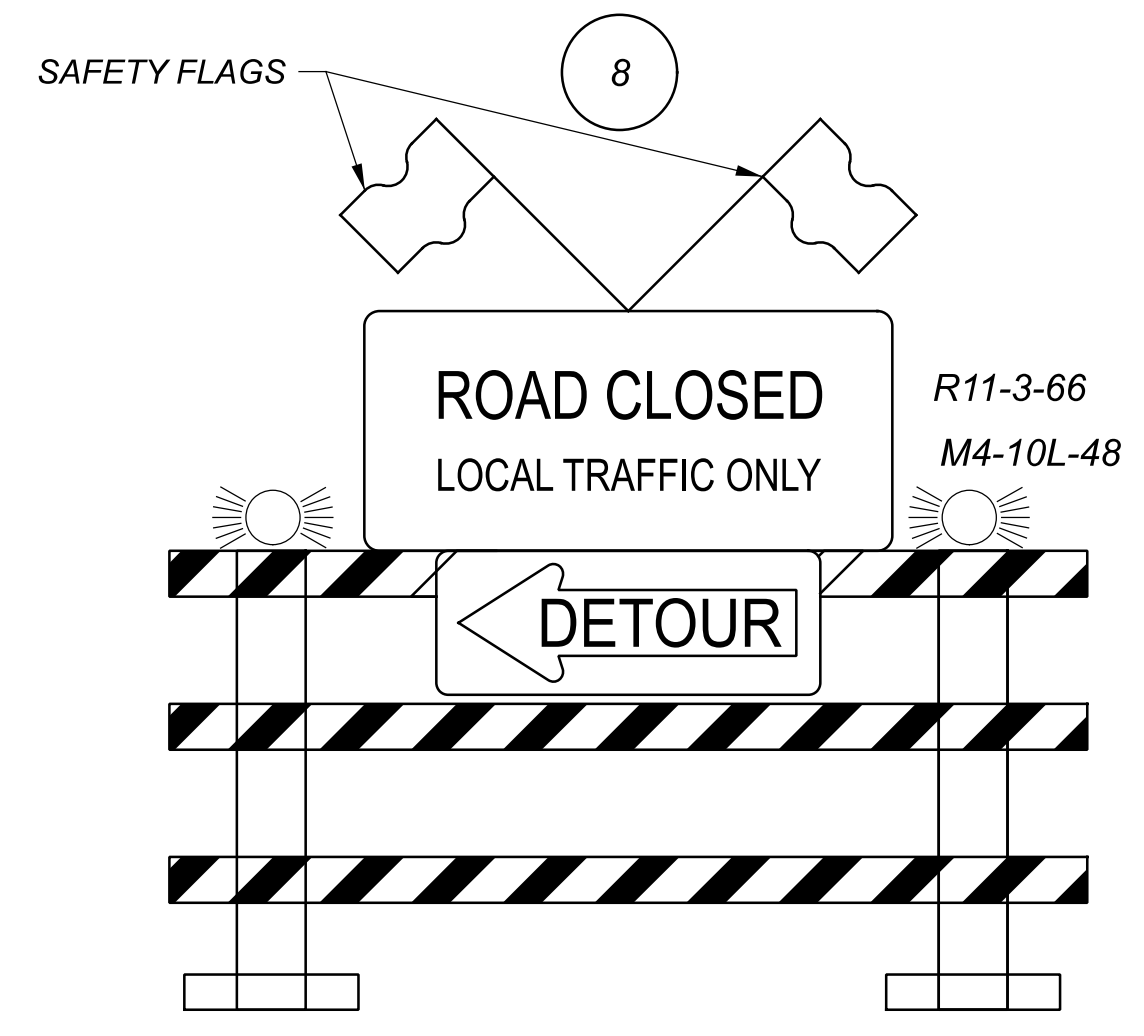 SAFETY FLAGS
8
ROAD CLOSED
LOCAL TRAFFIC ONLY
R11-3-66
M4-10L-48
DETOUR